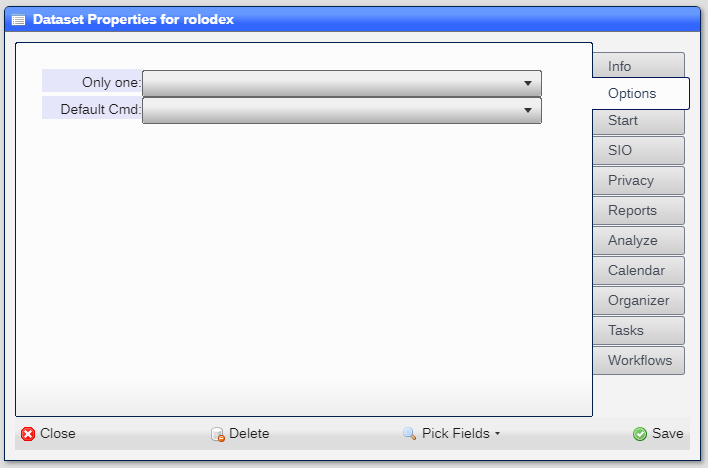 Dataset Properties for rolodex
Only one:
Default Cmd:
Info
Options
Start
SIO
Privacy
Reports
Analyze
Calendar
Organizer
Tasks
Workflows
Close Delete Pick Fields Save